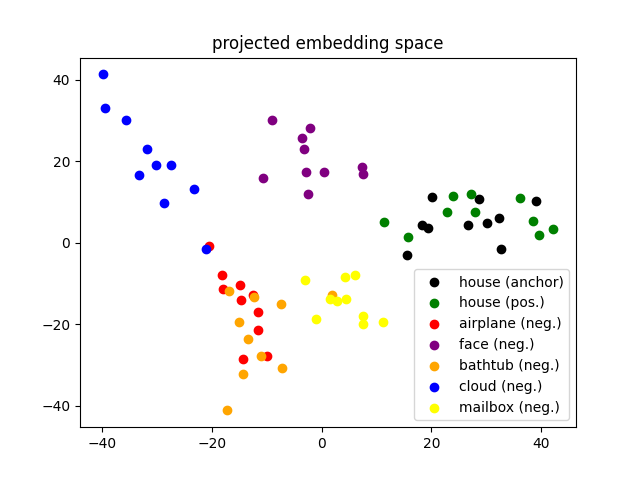 projected embedding space
40
20
0
−20
−40
house (anchor)
house (pos.)
airplane (neg.)
face (neg.)
bathtub (neg.)
cloud (neg.)
mailbox (neg.)
−40 −20 0 20 40